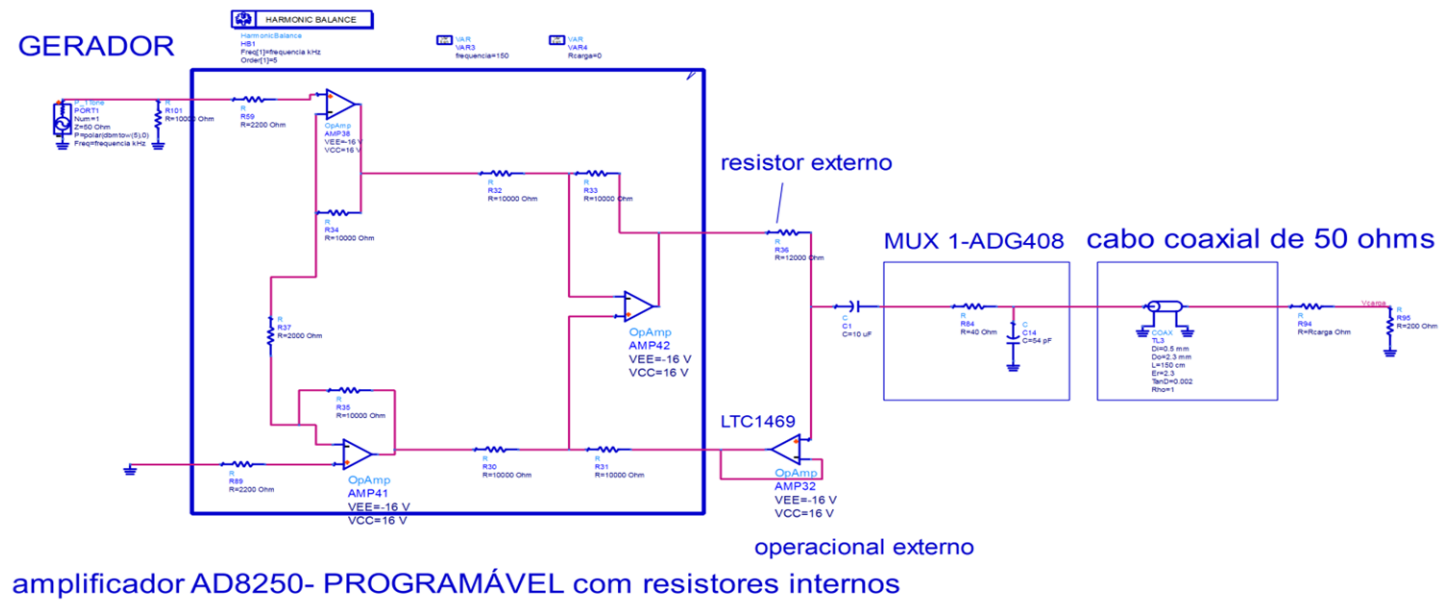 HARMONIC BALANCE
HarmonicBalance
HB1
Freq[1]=frequencia kHz
Order[1]=5
VAR
VAR3
frequencia=150
VAR
VAR4
Rcarga=0
GERADOR
P_1Tone
PORT1
Num=1
Z=50 Ohm
P=polar(dbmtow(5),0)
Freq=frequencia kHz
R
R101
R=10000 Ohm
R
R59
R=2200 Ohm
OpAmp
AMP38
VEE=-16 V
VCC=16 V
R
R32
R=10000 Ohm
R
R33
R=10000 Ohm
R
R34
R=10000 Ohm
resistor externo
R
R36
R=12000 Ohm
MUX 1-ADG408
cabo coaxial de 50 ohms
R
R37
R=2000 Ohm
OpAmp
AMP42
VEE=-16 V
VCC=16 V
C
C1
C=10 uF
R
R84
R=40 Ohm
C
C14
C=54 pF
COAX
TL3
Di=0.5 mm
Do=2.3 mm
L=150 cm
Er=2.3
TanD=0.002
Rho=1
R
R94
R=Rcarga Ohm
Vcarga
R
R95
R=200 Ohm
R
R35
R=10000 Ohm
LTC1469
R
R89
R=2200 Ohm
OpAmp
AMP41
VEE=-16 V
VCC=16 V
R
R30
R=10000 Ohm
R
R31
R=10000 Ohm
OpAmp
AMP32
VEE=-16 V
VCC=16 V
operacional externo
amplificador AD8250- PROGRAMÁVEL com resistores internos